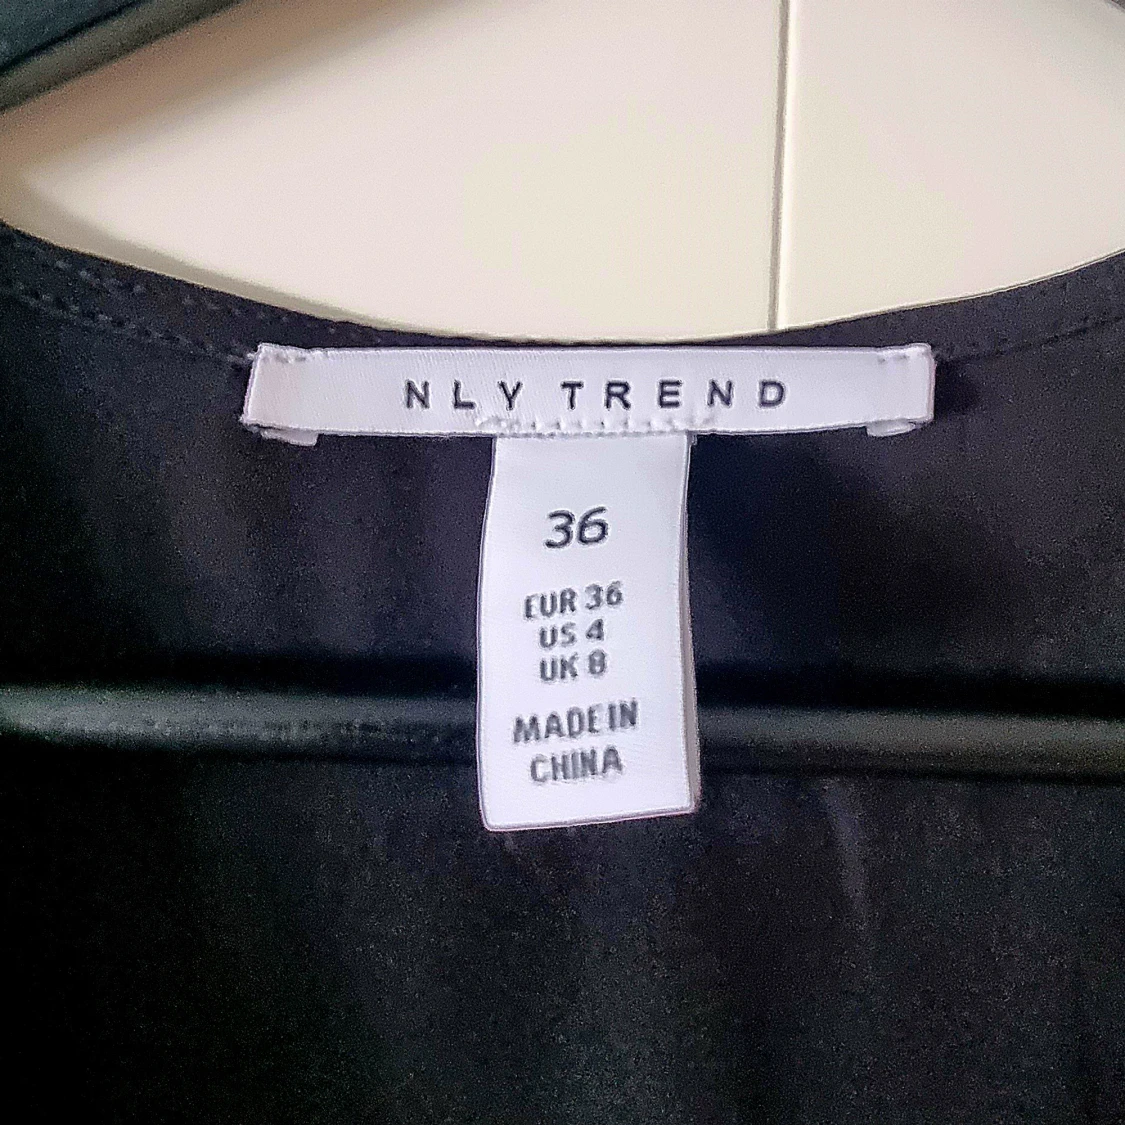 NLY TREND
36
EUR 36
US 4
UK 8
MADE IN
CHINA